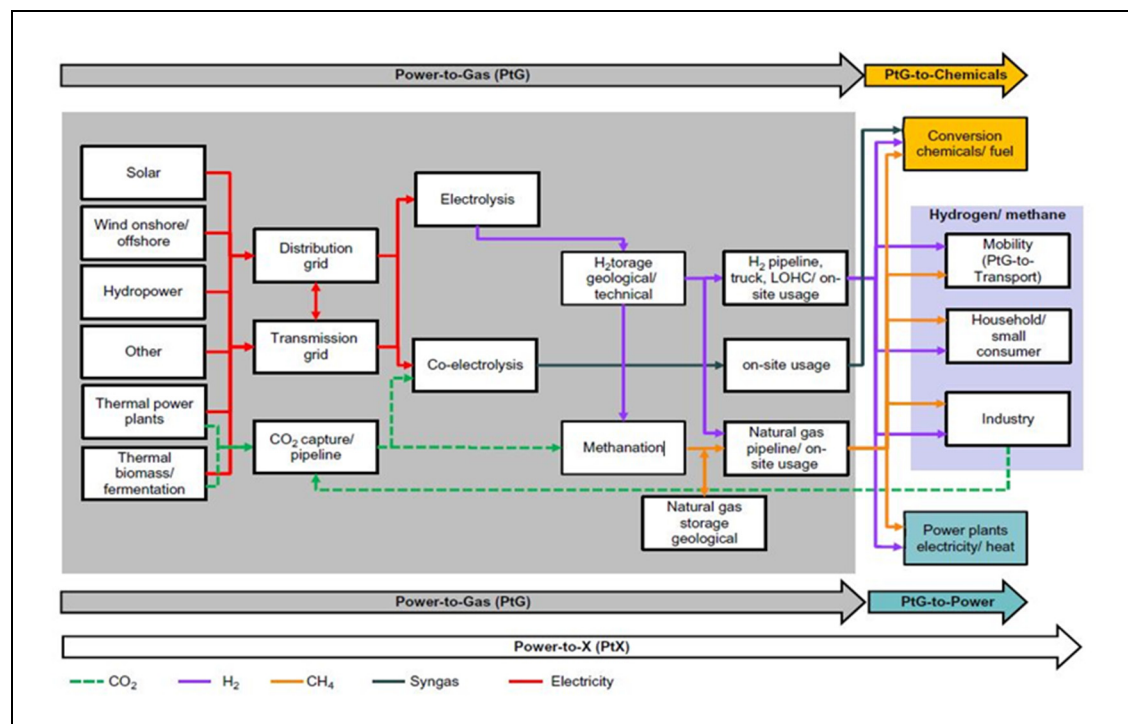 Power-to-Gas (PtG)
PtG-to-Chemicals
Solar
Wind onshore/
offshore
Hydropower
Other
Thermal power
plants
Thermal biomass/
fermentation
Distribution
grid
Transmission
grid
CO₂ capture/
pipeline
Electrolysis
Co-electrolysis
H₂torage
geological/
technical
Methanation
Natural gas
storage
geological
H₂ pipeline,
truck, LOHC/ on-
site usage
on-site usage
Natural gas
pipeline/ on-
site usage
Conversion
chemicals/ fuel
Hydrogen/ methane
Mobility
(PtG-to-
Transport)
Household/
small
consumer
Industry
Power plants
electricity/ heat
Power-to-Gas (PtG)
PtG-to-Power
Power-to-X (PtX)
CO₂
H₂
CH₄
Syngas
Electricity